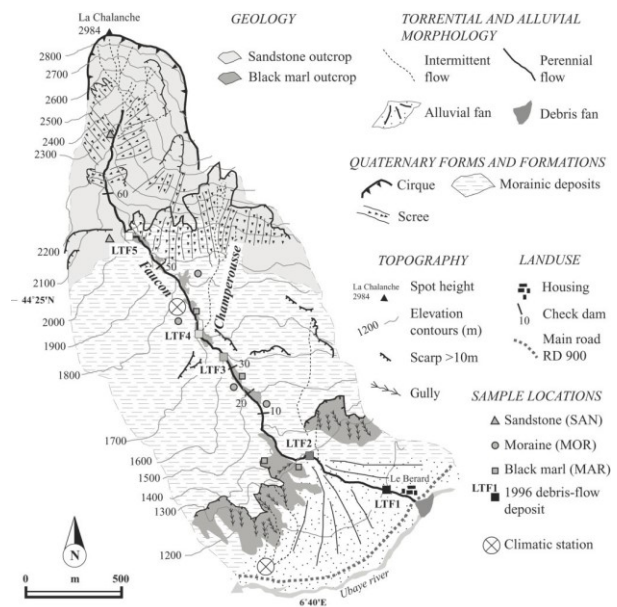 La Chalanche
2984
2800
2700
2600
2500
2400
2300
2200
2100
44°25'N
2000
1900
1800
1700
1600
1500
1400
1300
1200
60
50
30
20
10
LTF5
LTF4
LTF3
LTF2
LTF1
Faucon
Champerousse
Le Berard
Ubaye river
6°40'E
N
0 m 500
GEOLOGY
Sandstone outcrop
Black marl outcrop
TORRENTIAL AND ALLUVIAL
MORPHOLOGY
Intermittent
flow
Perennial
flow
Alluvial fan
Debris fan
QUATERNARY FORMS AND FORMATIONS
Cirque
Morainic deposits
Scree
TOPOGRAPHY
La Chalanche
2984
Spot height
1200
Elevation
contours (m)
Scarp >10m
Gully
LANDUSE
Housing
10
Check dam
Main road
RD 900
SAMPLE LOCATIONS
Sandstone (SAN)
Moraine (MOR)
Black marl (MAR)
LTF1
1996 debris-flow
deposit
Climatic station